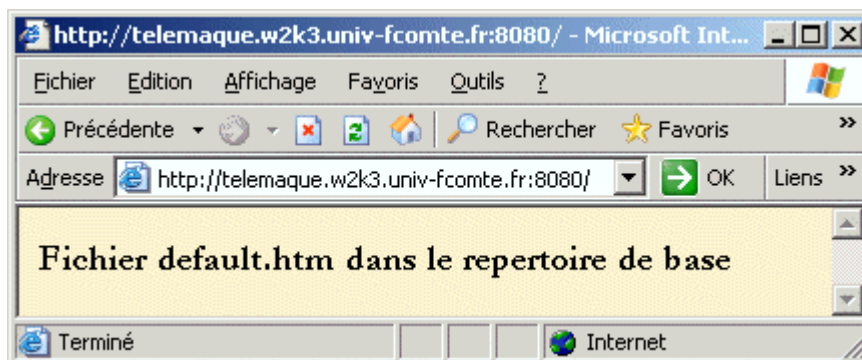 http://telemaque.w2k3.univ-fcomte.fr:8080/ - Microsoft Int...
Fichier Edition Affichage Favoris Outils ?
Précédente Rechercher Favoris »
Adresse http://telemaque.w2k3.univ-fcomte.fr:8080/ OK Liens »
Fichier default.htm dans le repertoire de base
Terminé Internet